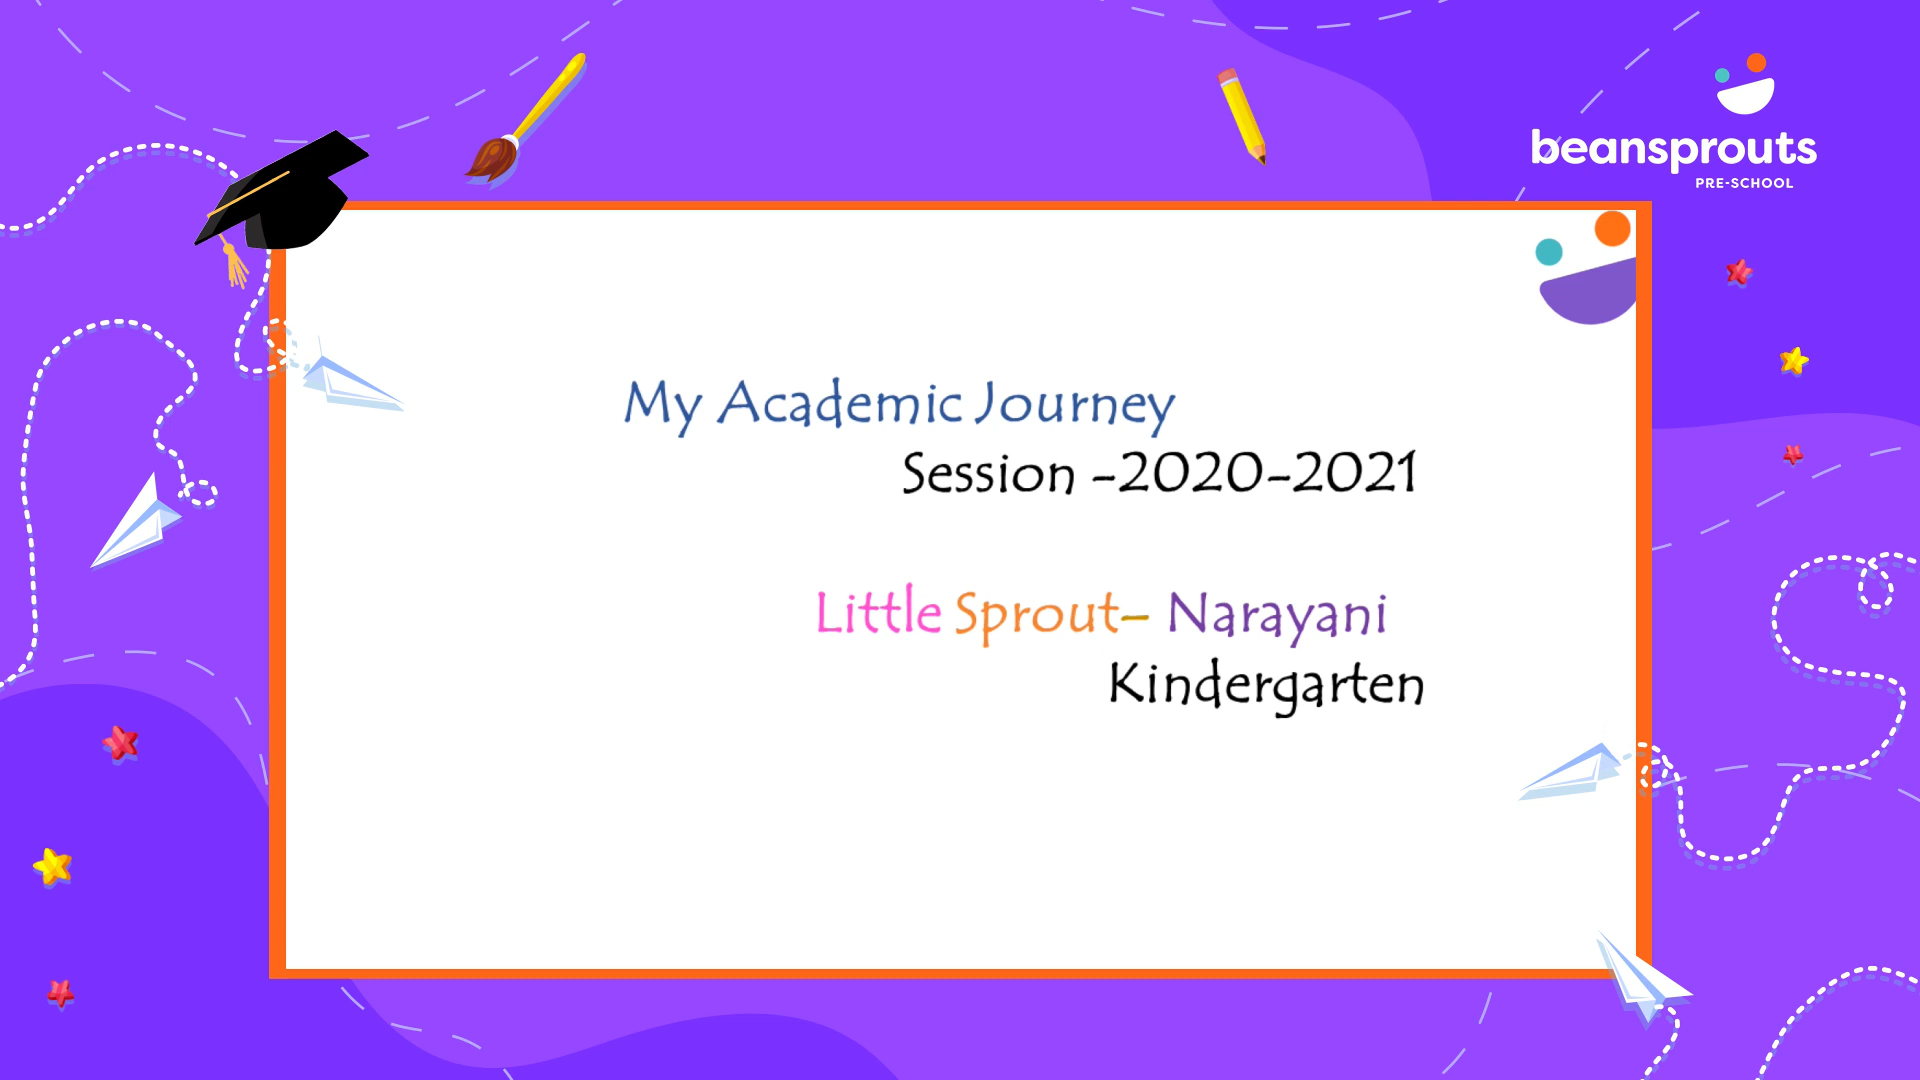 beansprouts
PRE-SCHOOL
My Academic Journey
Session -2020-2021
Little Sprout– Narayani
Kindergarten